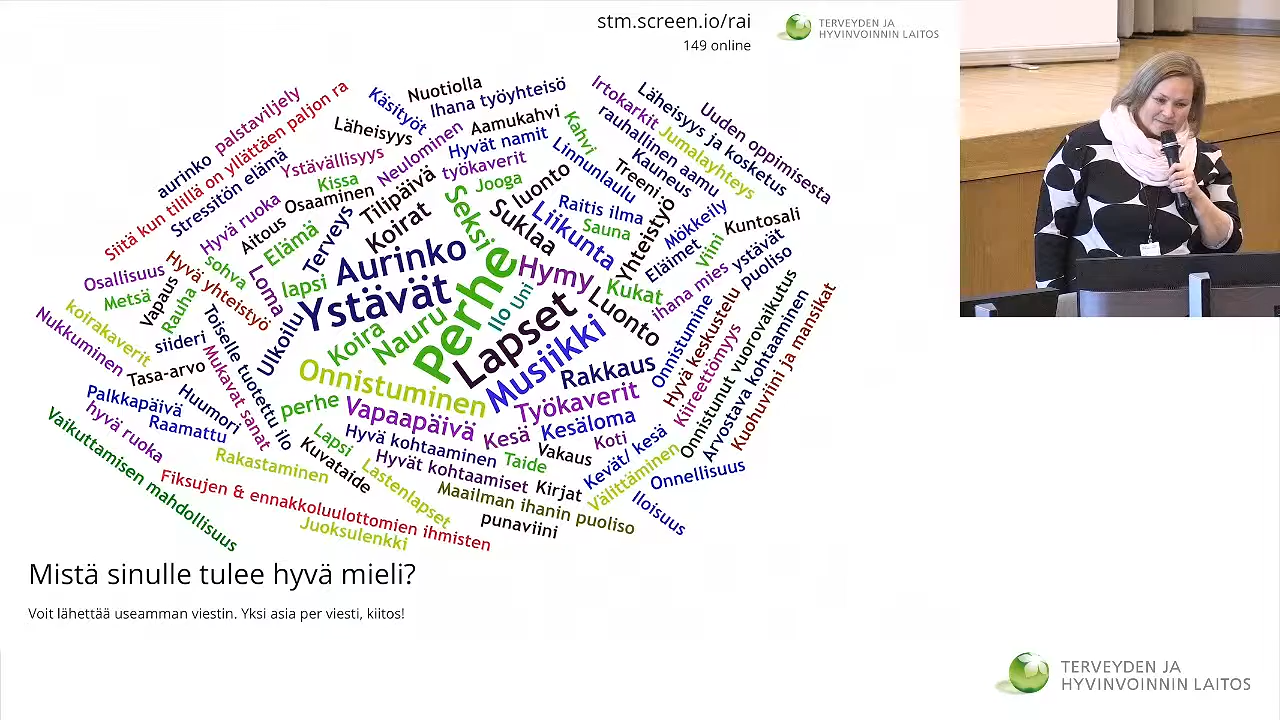 stm.screen.io/rai
149 online
TERVEYDEN JA
HYVINVOINNIN LAITOS
Nuotiolla
Ihana työyhteisö
Käsityöt
palstaviljely
aurinko
Siitä kun tilillä on yllättäen paljon ra
Stressitön elämä
Läheisyys
Aamukahvi
Hyvät namit
Kahvi
Irtokarkit
Läheisyys ja kosketus
Uuden oppimisesta
rauhallinen aamu
Jumalayhteys
Kauneus
Linnunlaulu
Treeni
Ystävällisyys
Neulominen
työkaverit
Kissa
Osaaminen
Tilipäivä
Jooga
luonto
Hyvä ruoka
Aitous
Elämä
Terveys
Koirat
Seksi
Suklaa
Liikunta
Raitis ilma
Sauna
Yhteistyö
Mökkeily
Eläimet
Viini
Kuntosali
ystävät
puoliso
ihana mies
Osallisuus
Metsä
Vapaus
Rauha
Hyvä yhteistyö
sohva
Loma
lapsi
Aurinko
Ystävät
Perhe
Hymy
Ilo
Uni
Kukat
Luonto
Lapset
Musiikki
Nauru
Koira
Ulkoilu
koirakaverit
Nukkuminen
siideri
Tasa-arvo
Toiselle tuotettu ilo
Mukavat sanat
Huumori
Palkkapäivä
Raamattu
hyvä ruoka
Vaikuttamisen mahdollisuus
Onnistuminen
perhe
Vapaapäivä
Rakkaus
Työkaverit
Kesäloma
Kesä
Vakaus
Koti
Onnistumine
Hyvä keskustelu
Kiireettömyys
Onnistunut vuorovaikutus
Arvostava kohtaaminen
Kuohuviini ja mansikat
Lapsi
Hyvä kohtaaminen
Hyvät kohtaamiset
Taide
Kuvataide
Rakastaminen
Lastenlapset
Kirjat
Kevät/ kesä
Välittäminen
Onnellisuus
Iloisuus
Maailman ihanin puoliso
punaviini
Fiksujen & ennakkoluulottomien ihmisten
Juoksulenkki
Mistä sinulle tulee hyvä mieli?
Voit lähettää useamman viestin. Yksi asia per viesti, kiitos!
TERVEYDEN JA
HYVINVOINNIN LAITOS